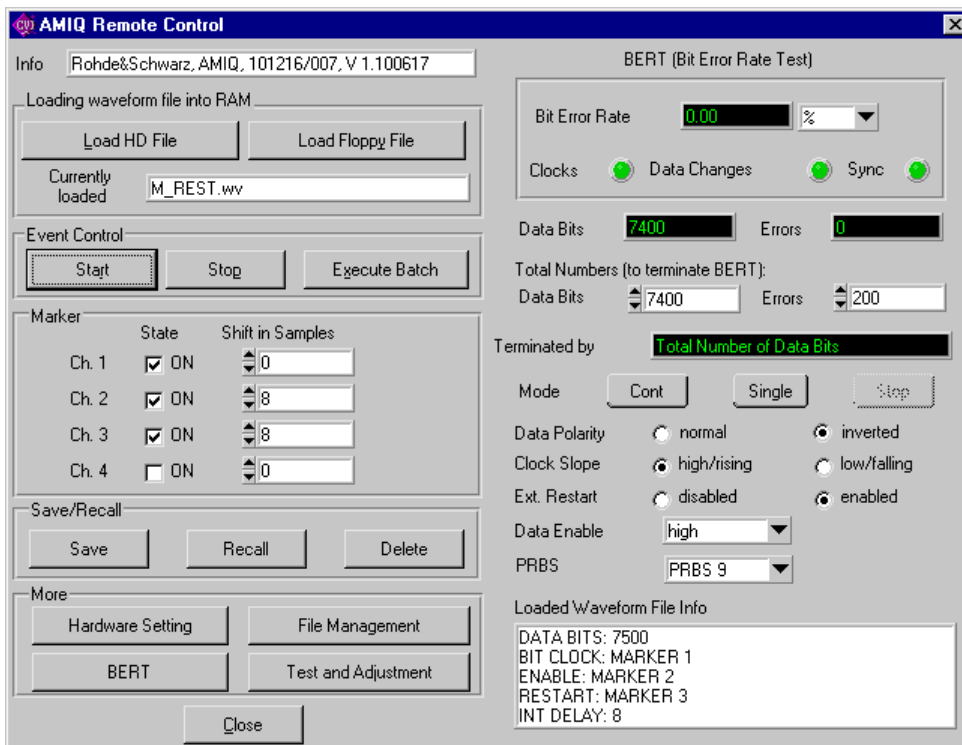 CVI AMIQ Remote Control
Info Rohde&Schwarz, AMIQ, 101216/007, V 1.100617
Loading waveform file into RAM
Load HD File Load Floppy File
Currently loaded M_REST.wv
Event Control
Start Stop Execute Batch
Marker
State Shift in Samples
Ch. 1 ON 0
Ch. 2 ON 8
Ch. 3 ON 8
Ch. 4 ON 0
Save/Recall
Save Recall Delete
More
Hardware Setting File Management
BERT Test and Adjustment
Close
BERT (Bit Error Rate Test)
Bit Error Rate 0.00 %
Clocks Data Changes Sync
Data Bits 7400 Errors 0
Total Numbers (to terminate BERT):
Data Bits 7400 Errors 200
Terminated by Total Number of Data Bits
Mode Cont Single Stop
Data Polarity normal inverted
Clock Slope high/rising low/falling
Ext. Restart disabled enabled
Data Enable high
PRBS PRBS 9
Loaded Waveform File Info
DATA BITS: 7500
BIT CLOCK: MARKER 1
ENABLE: MARKER 2
RESTART: MARKER 3
INT DELAY: 8